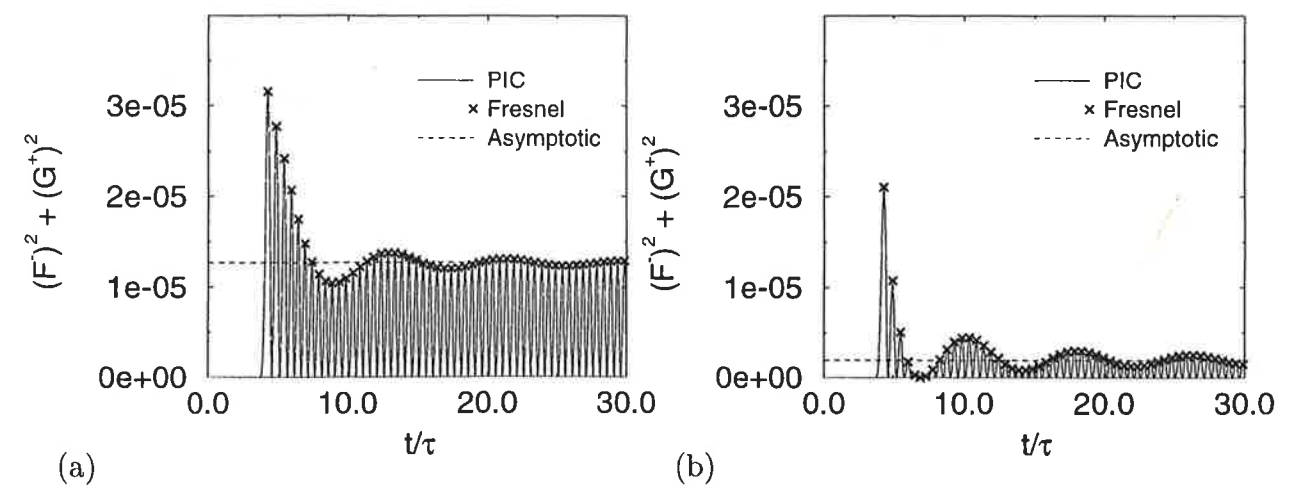 PIC
× Fresnel
Asymptotic
3e-05
2e-05
1e-05
0e+00
(F⁻)² + (G⁺)²
0.0 10.0 20.0 30.0
t/τ
(a)
PIC
× Fresnel
Asymptotic
3e-05
2e-05
1e-05
0e+00
(F⁻)² + (G⁺)²
0.0 10.0 20.0 30.0
t/τ
(b)